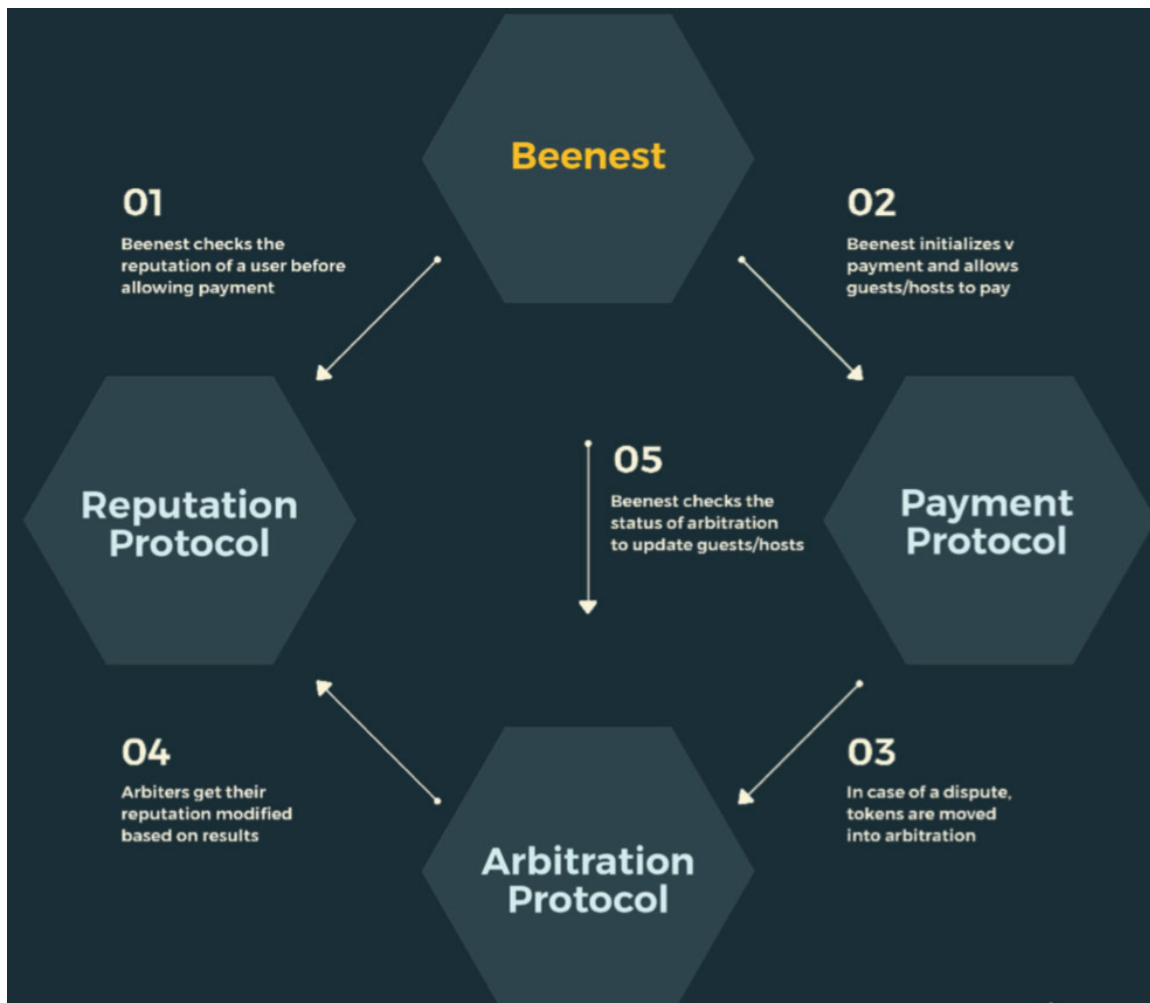 Beenest
01
Beenest checks the
reputation of a user before
allowing payment
02
Beenest initializes v
payment and allows
guests/hosts to pay
Reputation
Protocol
05
Beenest checks the
status of arbitration
to update guests/hosts
Payment
Protocol
04
Arbiters get their
reputation modified
based on results
03
In case of a dispute,
tokens are moved
into arbitration
Arbitration
Protocol